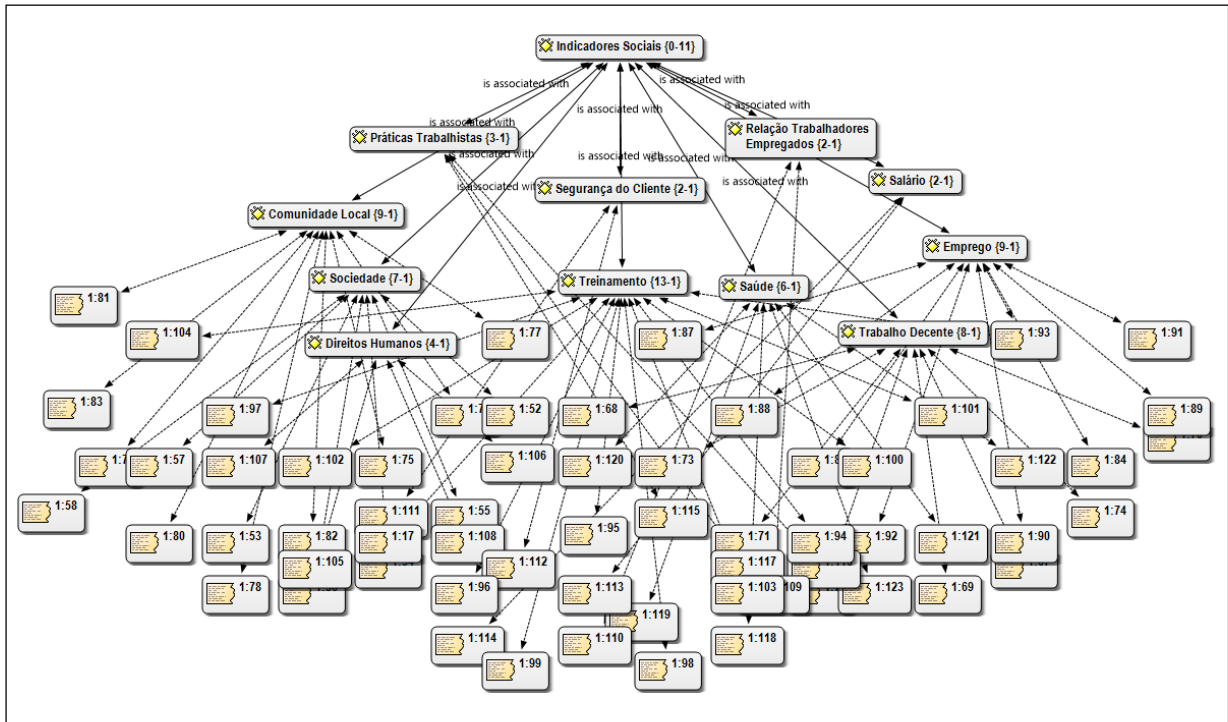 Indicadores Sociais {0-11}
is associated with
is associated with
is associated with
is associated with
Práticas Trabalhistas {3-1}
Relação Trabalhadores
Empregados {2-1}
is associated with
is associated with
is associated with
is associated with
Segurança do Cliente {2-1}
Salário {2-1}
is associated with
is associated with
Comunidade Local {9-1}
Emprego {9-1}
Sociedade {7-1}
Treinamento {13-1}
Saúde {6-1}
1:81
1:104
Direitos Humanos {4-1}
1:77
1:87
Trabalho Decente {8-1}
1:93
1:91
1:83
1:97
1:52
1:68
1:88
1:101
1:89
1:57
1:107
1:102
1:75
1:106
1:120
1:73
1:100
1:122
1:84
1:58
1:80
1:53
1:82
1:111
1:17
1:55
1:108
1:95
1:115
1:71
1:94
1:92
1:121
1:90
1:74
1:105
1:112
1:117
1:78
1:96
1:113
1:103
1:123
1:69
1:114
1:110
1:119
1:118
1:99
1:98